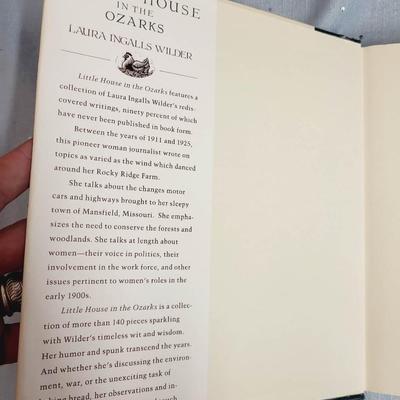 HOUSE
IN THE
OZARKS
LAURA INGALLS WILDER
Little House in the Ozarks features a
collection of Laura Ingalls Wilder's redis-
covered writings, ninety percent of which
have never been published in book form.
Between the years of 1911 and 1925,
this pioneer woman journalist wrote on
topics as varied as the wind which danced
around her Rocky Ridge Farm.
She talks about the changes motor
cars and highways brought to her sleepy
town of Mansfield, Missouri. She empha-
sizes the need to conserve the forests and
woodlands. She talks at length about
women—their voice in politics, their
involvement in the work force, and other
issues pertinent to women's roles in the
early 1900s.
Little House in the Ozarks is a collec-
tion of more than 140 pieces sparkling
with Wilder's timeless wit and wisdom.
Her humor and spunk transcend the years.
And whether she's discussing the environ-
ment, war, or the unexciting task of
baking bread, her observations and in-